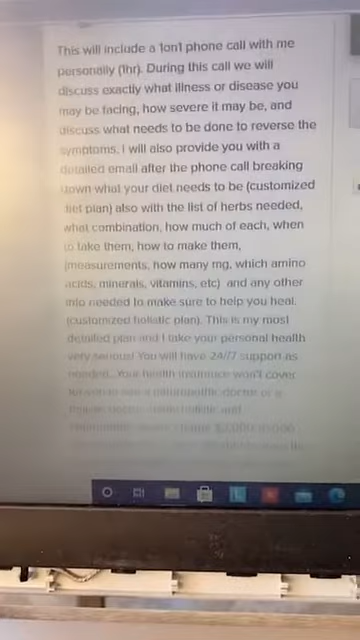 This will include a 1on1 phone call with me
personally (1hr). During this call we will
discuss exactly what illness or disease you
may be facing, how severe it may be, and
discuss what needs to be done to reverse the
symptoms. I will also provide you with a
detailed email after the phone call breaking
down what your diet needs to be (customized
diet plan) also with the list of herbs needed,
what combination, how much of each, when
to take them, how to make them,
(measurements, how many mg, which amino
acids, minerals, vitamins, etc) and any other
info needed to make sure to help you heal.
(customized holistic plan). This is my most
detailed plan and I take your personal health
very serious! You will have 24/7 support as
needed. Your health insurance won't cover